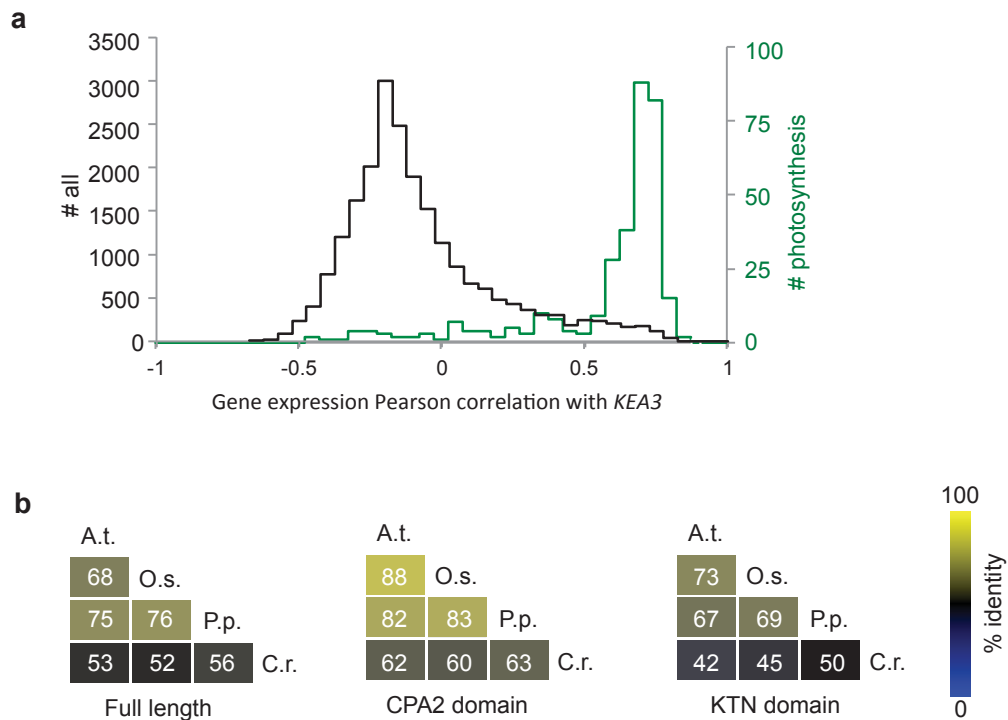 a
3500
3000
2500
2000
1500
1000
500
0
# all
100
75
50
25
0
# photosynthesis
-1
-0.5
0
0.5
1
Gene expression Pearson correlation with KEA3
b
A.t.
68 O.s.
75 76 P.p.
53 52 56 C.r.
Full length
A.t.
88 O.s.
82 83 P.p.
62 60 63 C.r.
CPA2 domain
A.t.
73 O.s.
67 69 P.p.
42 45 50 C.r.
KTN domain
100
% identity
0